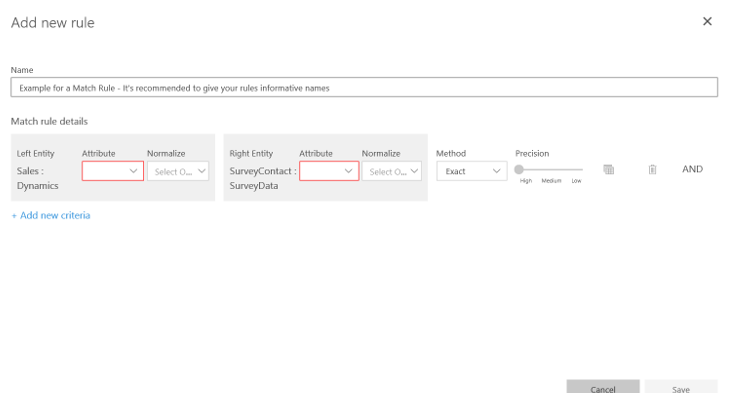 Add new rule
Name
Example for a Match Rule - It's recommended to give your rules informative names
Match rule details
Left Entity Attribute Normalize Right Entity Attribute Normalize Method Precision
Sales : Select O... SurveyContact : Select O... Exact AND
Dynamics SurveyData High Medium Low
+ Add new criteria
Cancel Save